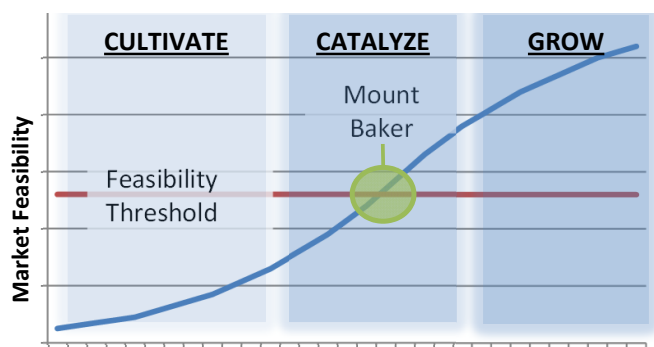 CULTIVATE
CATALYZE
GROW
Mount
Baker
Feasibility
Threshold
Market Feasibility